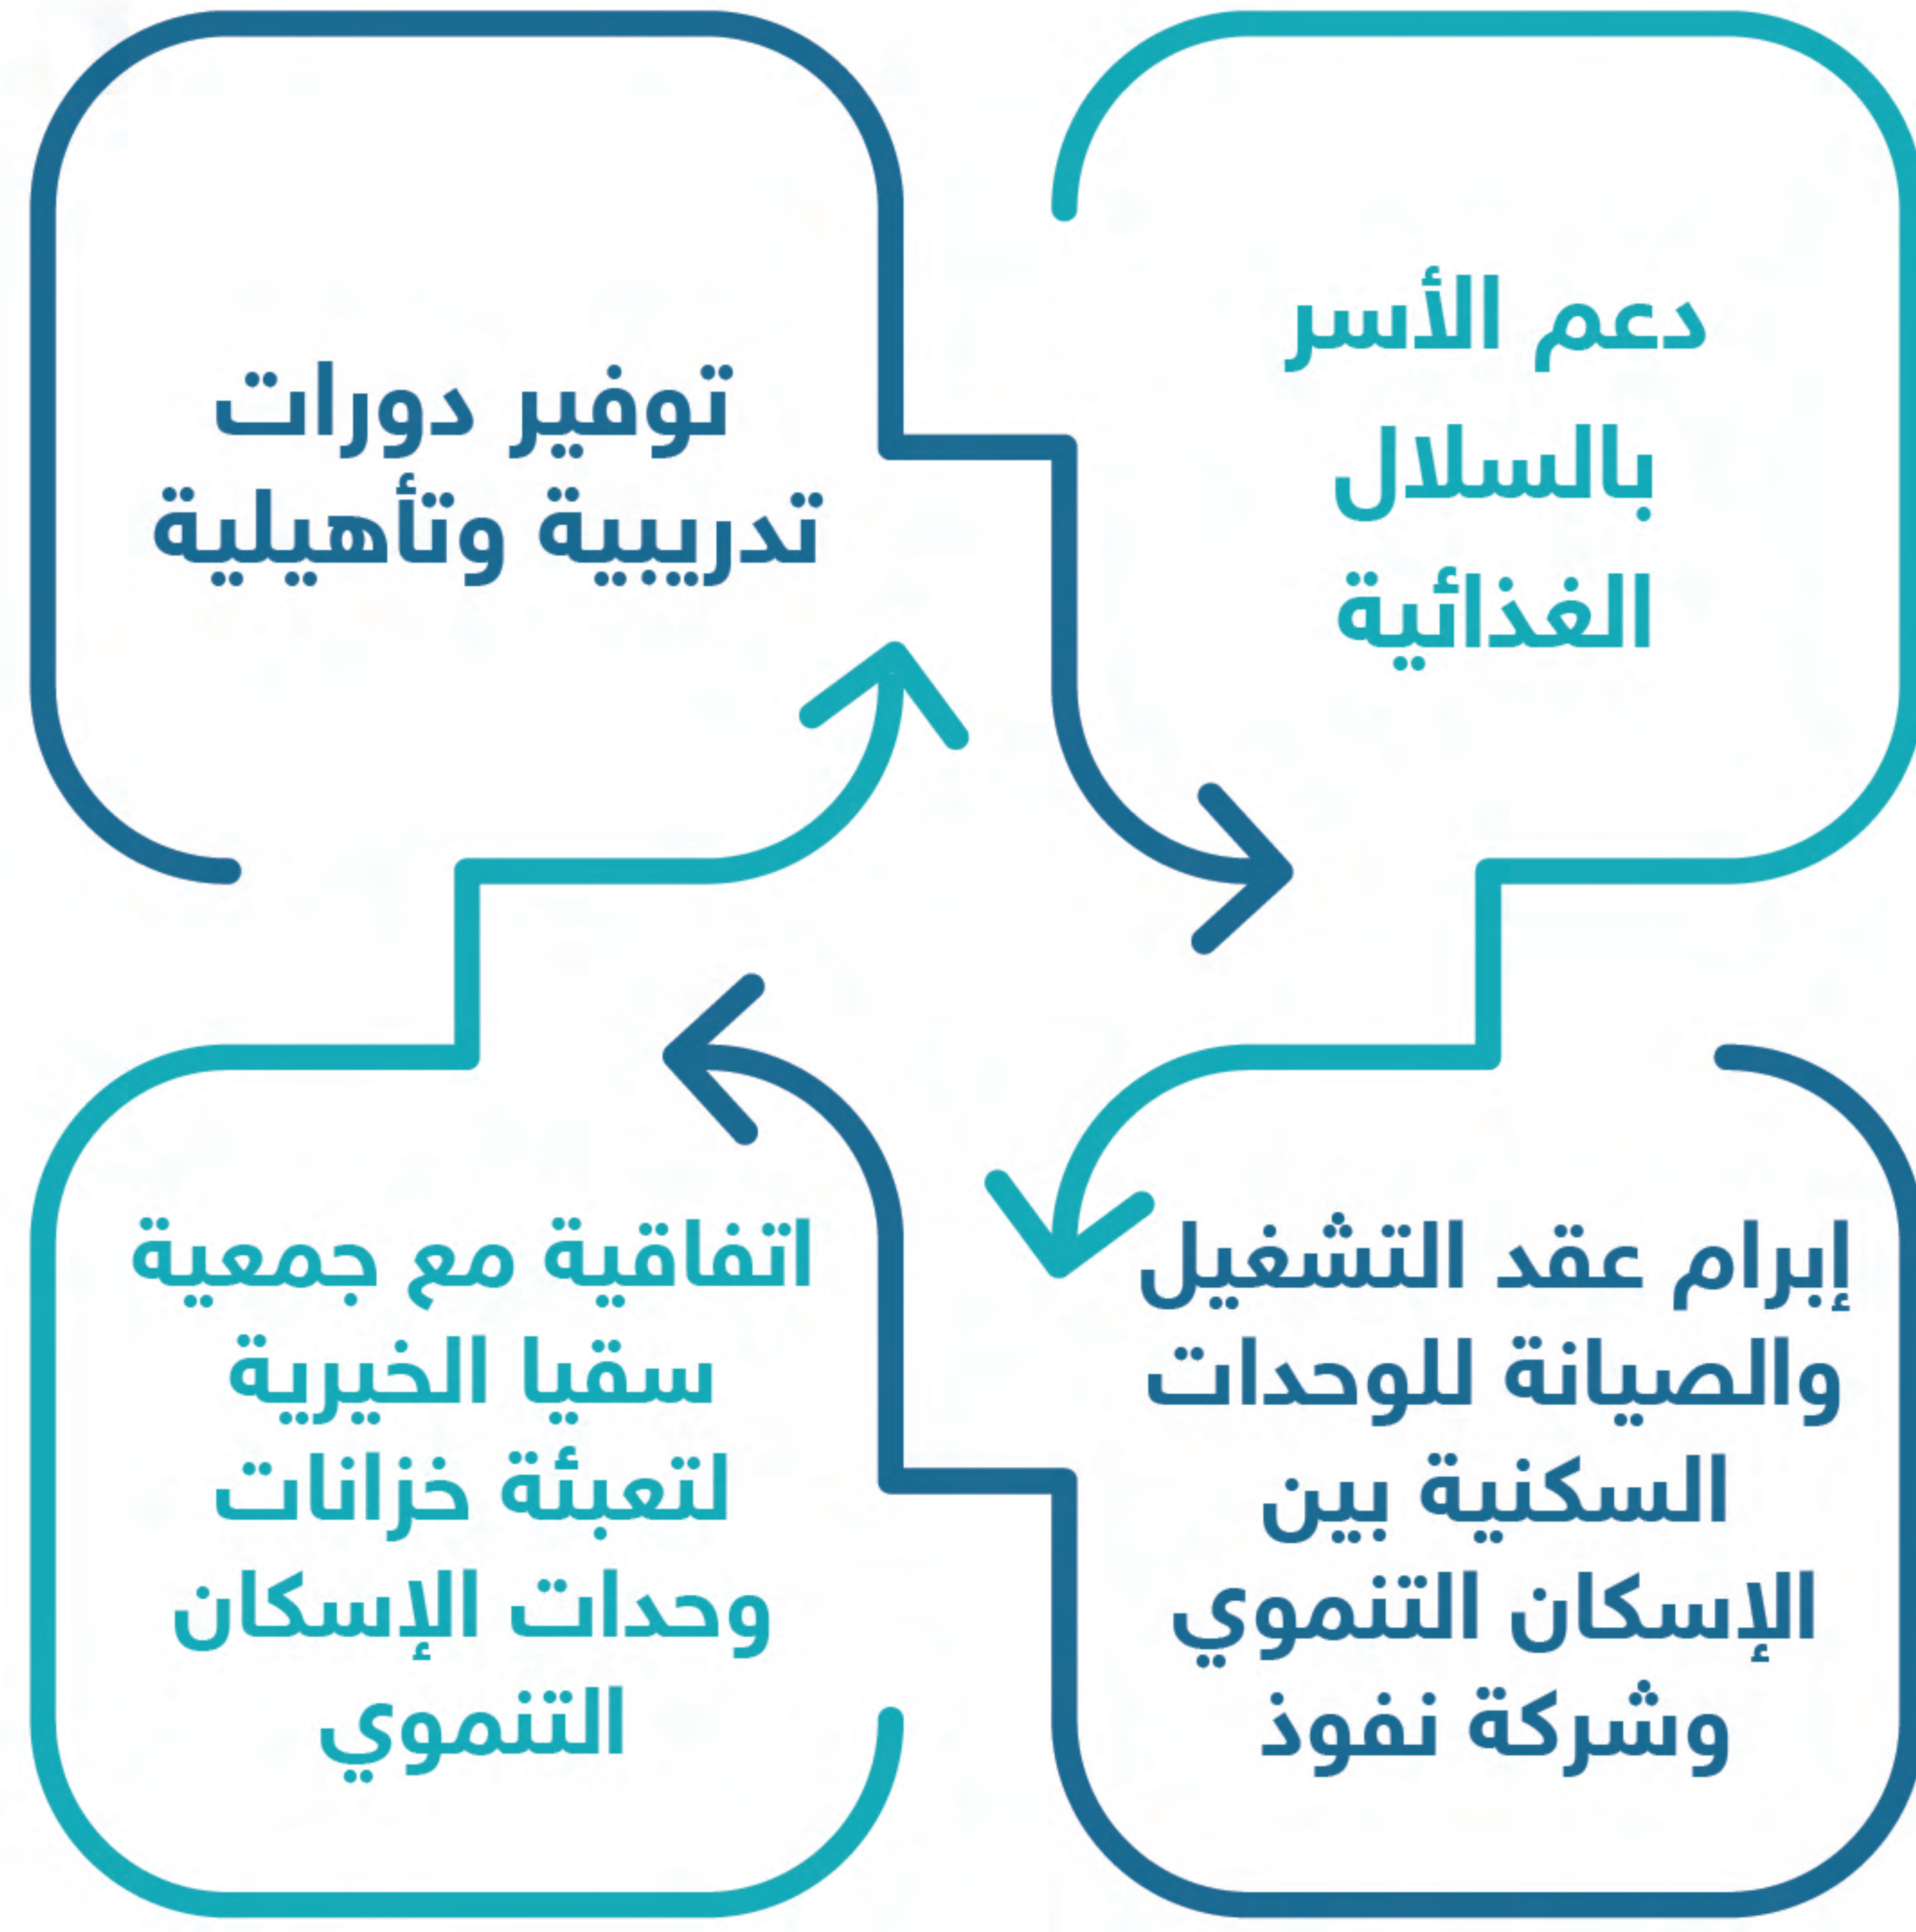 دعم الأسر
بالسلال
الغذائية
توفير دورات
تدريبية وتأهيلية
إبرام عقد التشغيل
والصيانة للوحدات
السكنية بين
الإسكان التنموي
وشركة نفوذ
اتفاقية مع جمعية
سقيا الخيرية
لتعبئة خزانات
وحدات الإسكان
التنموي